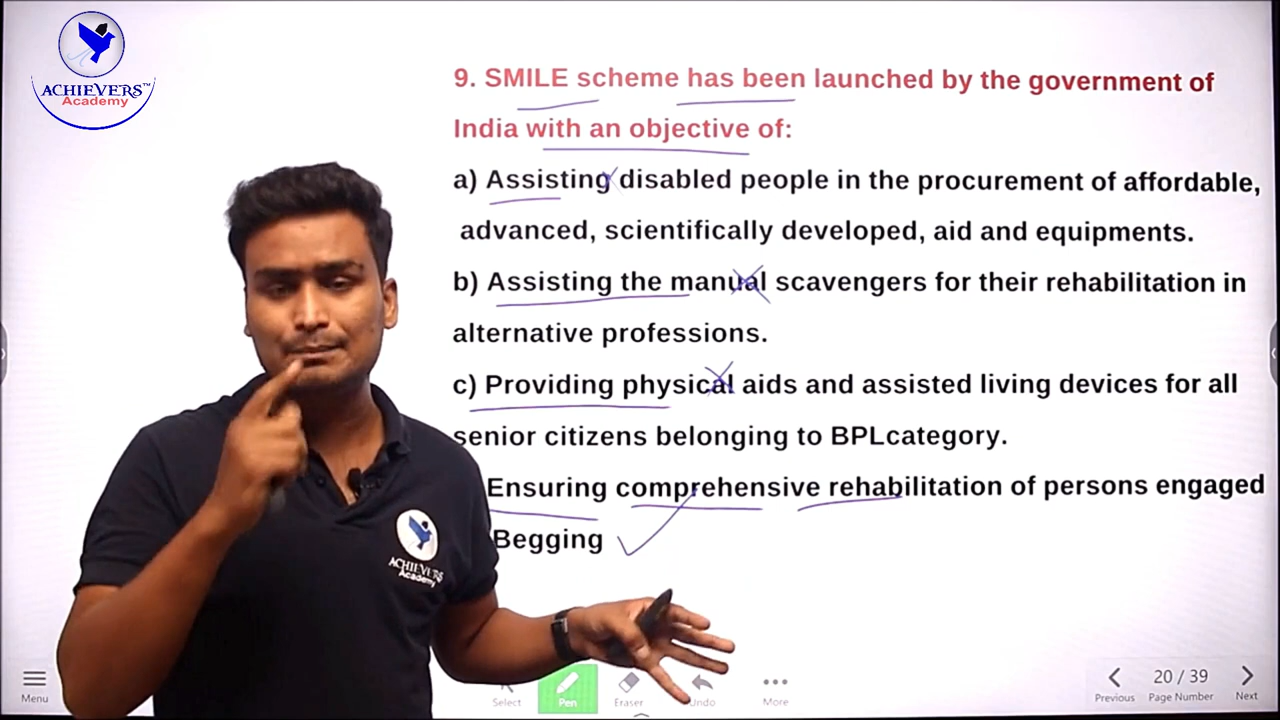 ACHIEVERS™
Academy
9. SMILE scheme has been launched by the government of
India with an objective of:
a) Assisting disabled people in the procurement of affordable,
advanced, scientifically developed, aid and equipments.
b) Assisting the manual scavengers for their rehabilitation in
alternative professions.
c) Providing physical aids and assisted living devices for all
senior citizens belonging to BPLcategory.
Ensuring comprehensive rehabilitation of persons engaged
Begging
ACHIEVERS
Academy
Menu
Select
Pen
Eraser
Undo
More
Previous
20 / 39
Page Number
Next